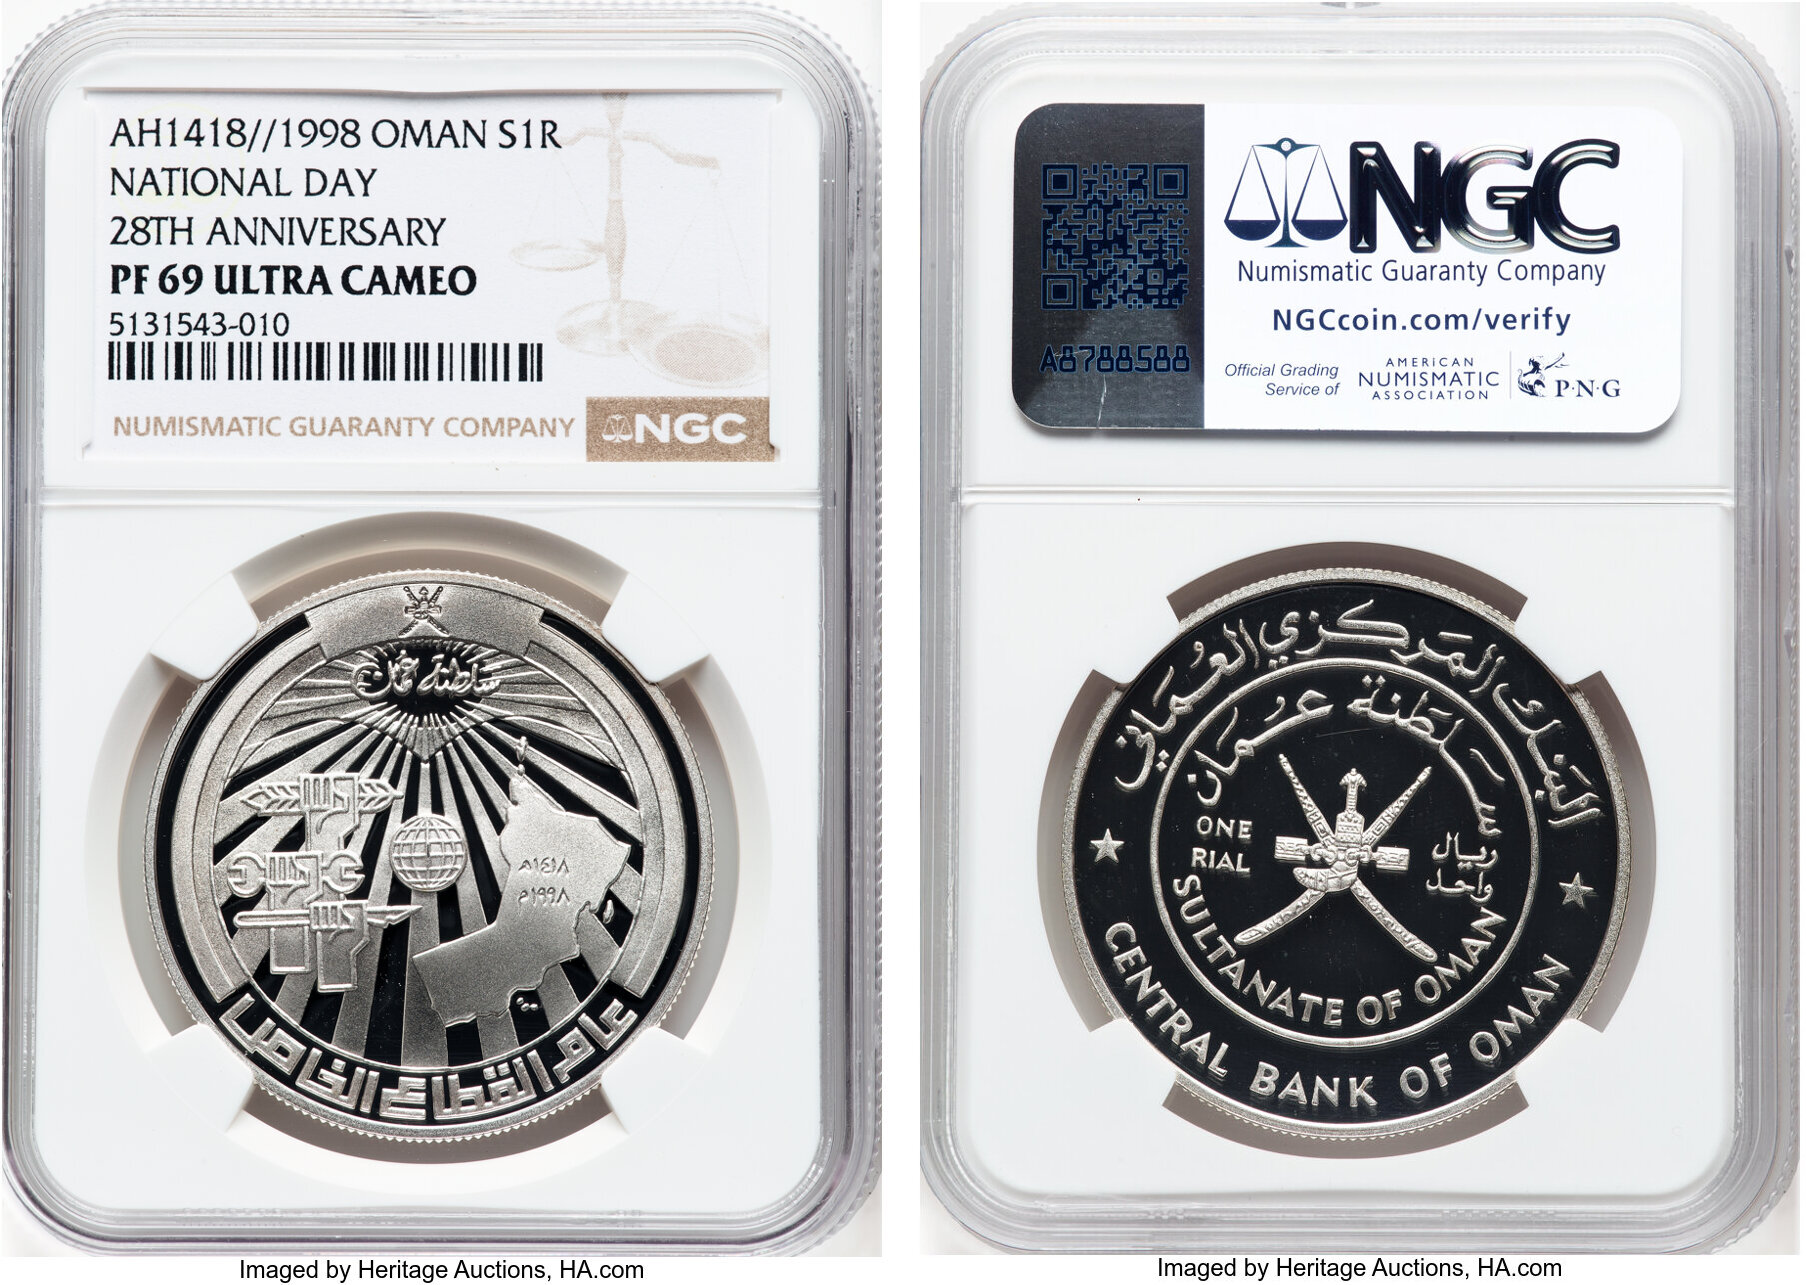 AH1418//1998 OMAN S1R
NATIONAL DAY
28TH ANNIVERSARY
PF 69 ULTRA CAMEO
5131543-010
NUMISMATIC GUARANTY COMPANY NGC
سلطنة عمان
١٤١٨هـ
١٩٩٨م
عام القطاع الخاص
Imaged by Heritage Auctions, HA.com
NGC
Numismatic Guaranty Company
NGCcoin.com/verify
A8788588
Official Grading
Service of
AMERICAN
NUMISMATIC
ASSOCIATION
P·N·G
البنك المركزي العماني
سلطنة عمان
ONE
RIAL
ريال
واحد
SULTANATE OF OMAN
CENTRAL BANK OF OMAN
Imaged by Heritage Auctions, HA.com